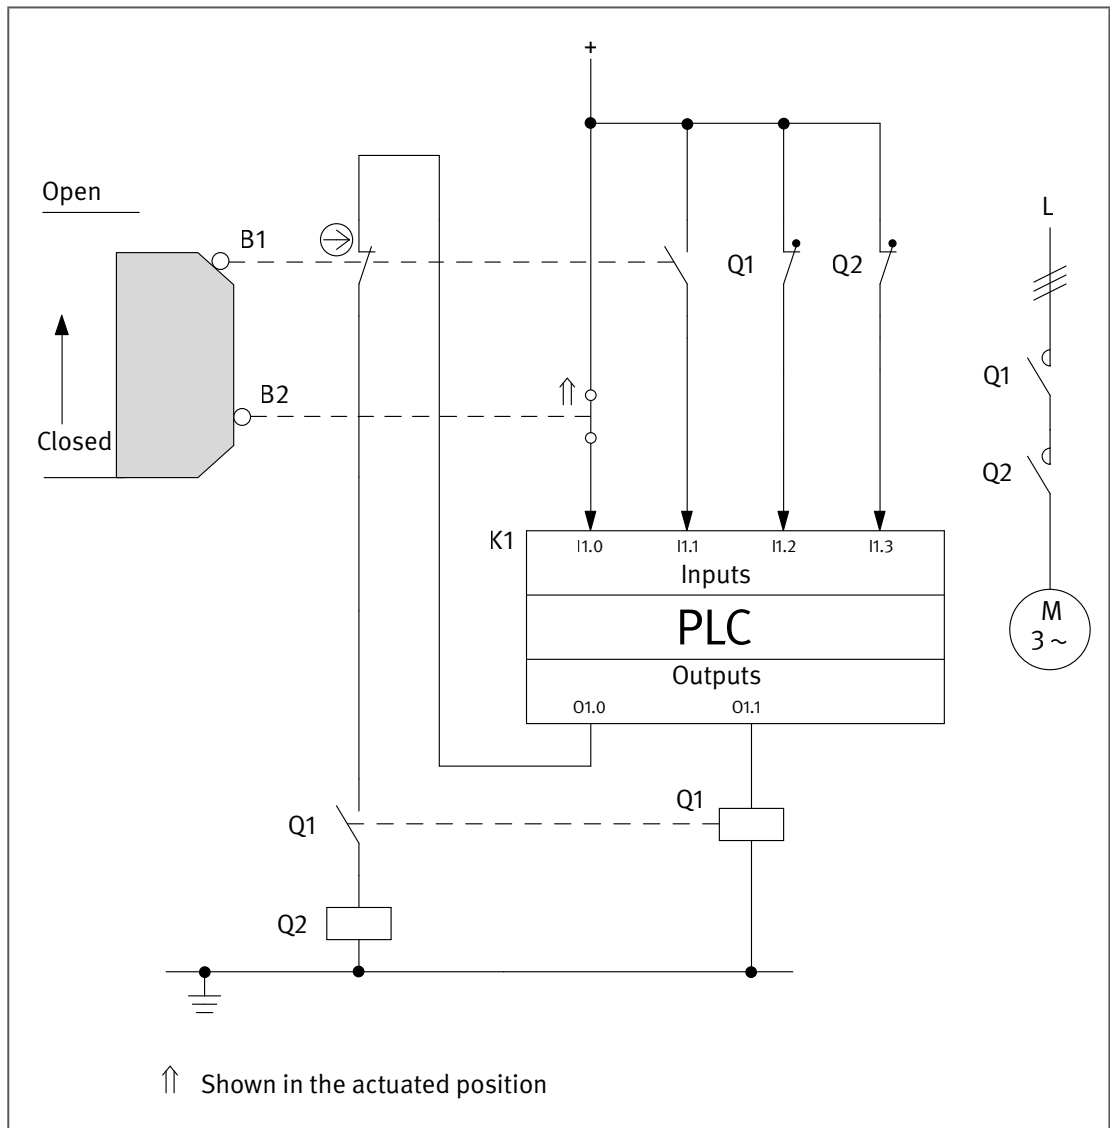 +
Open
L
B1
Q1
Q2
Q1
B2
Closed
Q2
K1
I1.0 I1.1 I1.2 I1.3
Inputs
PLC
M
3 ~
Outputs
O1.0 O1.1
Q1
Q1
Q2
⇑ Shown in the actuated position